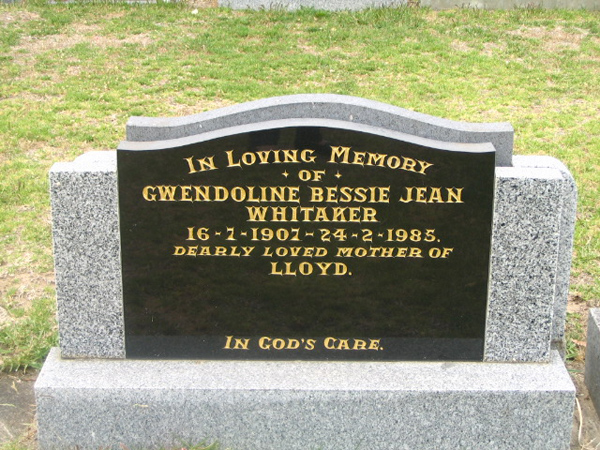 IN LOVING MEMORY
OF
GWENDOLINE BESSIE JEAN
WHITAKER
16-7-1907-24-2-1985.
DEARLY LOVED MOTHER OF
LLOYD.
IN GOD'S CARE.